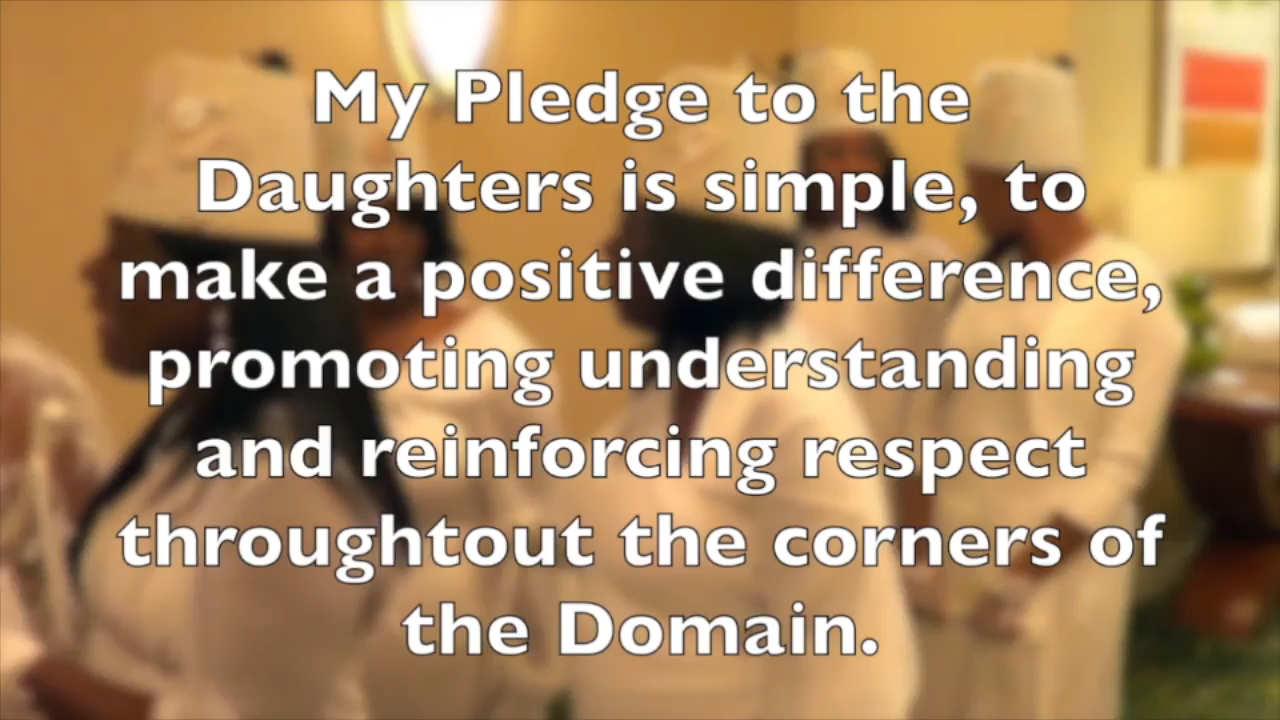 My Pledge to the
Daughters is simple, to
make a positive difference,
promoting understanding
and reinforcing respect
throughtout the corners of
the Domain.